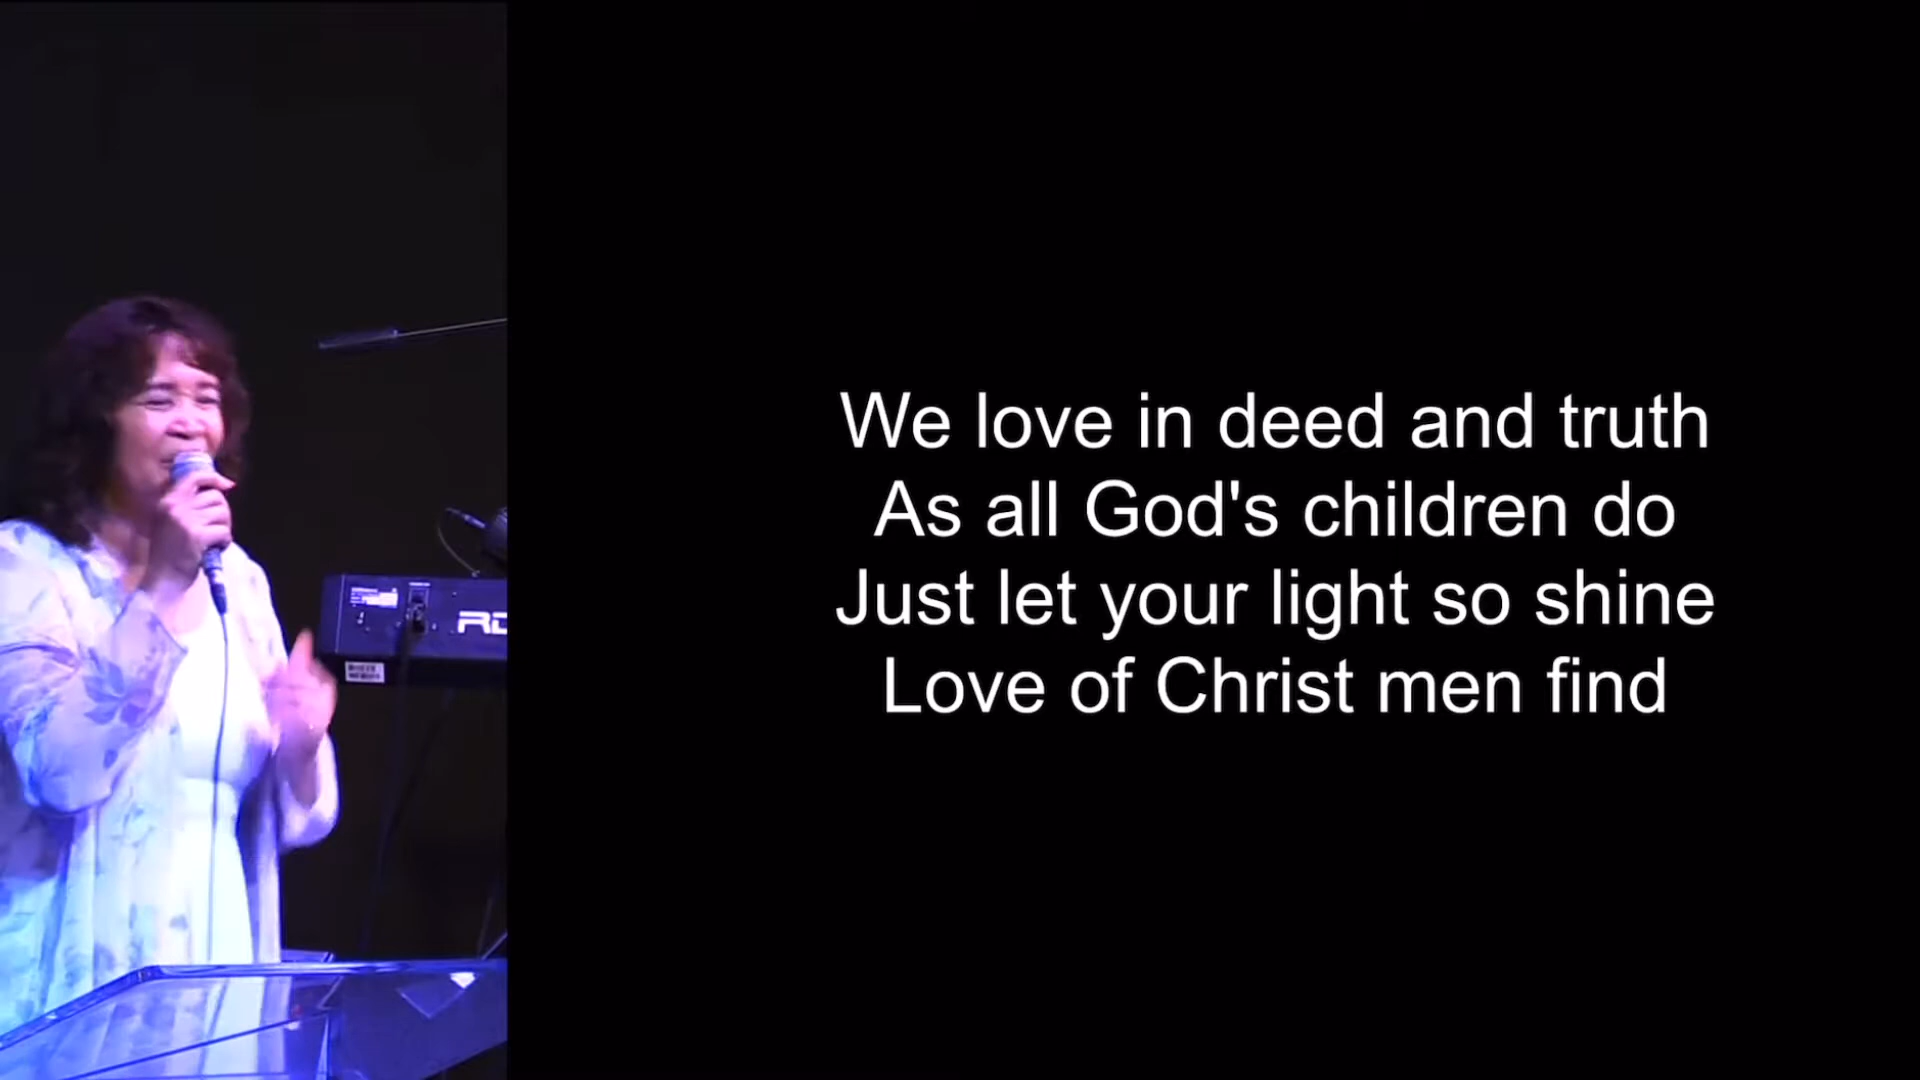 We love in deed and truth
As all God's children do
Just let your light so shine
Love of Christ men find